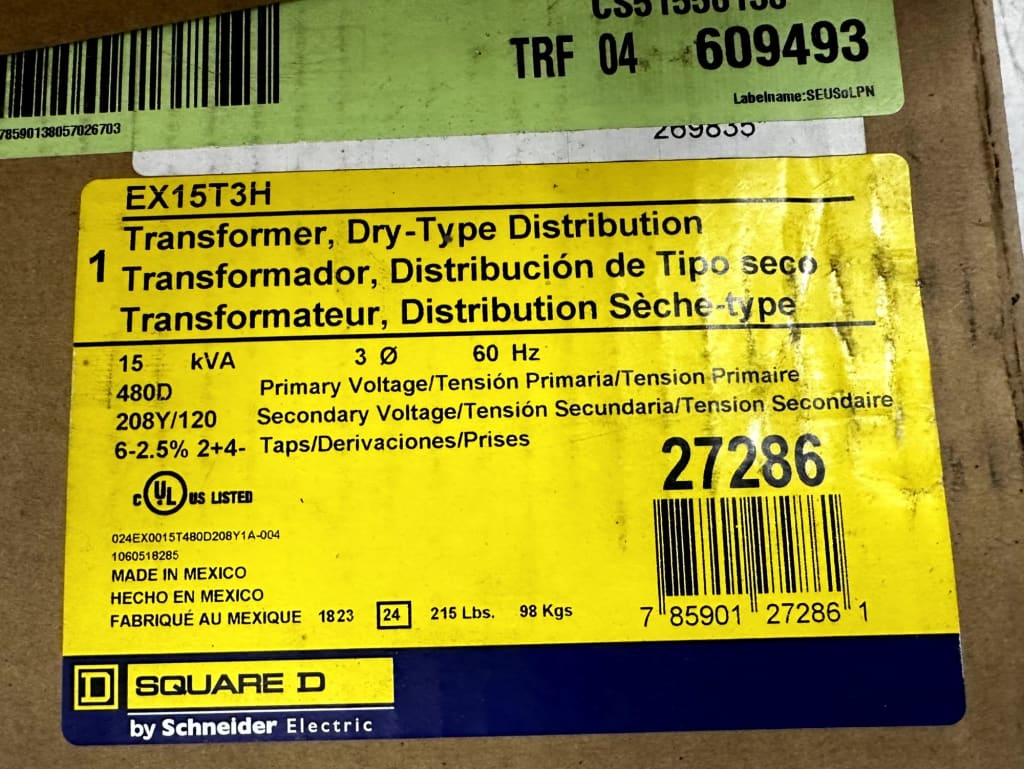 TRF 04 609493
Labelname:SEUSoLPN
78590138057026703
269835
EX15T3H
1
Transformer, Dry-Type Distribution
Transformador, Distribución de Tipo seco
Transformateur, Distribution Sèche-type
15 kVA 3 Ø 60 Hz
480D Primary Voltage/Tensión Primaria/Tension Primaire
208Y/120 Secondary Voltage/Tensión Secundaria/Tension Secondaire
6-2.5% 2+4- Taps/Derivaciones/Prises
27286
C UL US LISTED
024EX0015T480D208Y1A-004
1060518285
MADE IN MEXICO
HECHO EN MEXICO
FABRIQUÉ AU MEXIQUE 1823 24 215 Lbs. 98 Kgs
7 85901 27286 1
D SQUARE D
by Schneider Electric